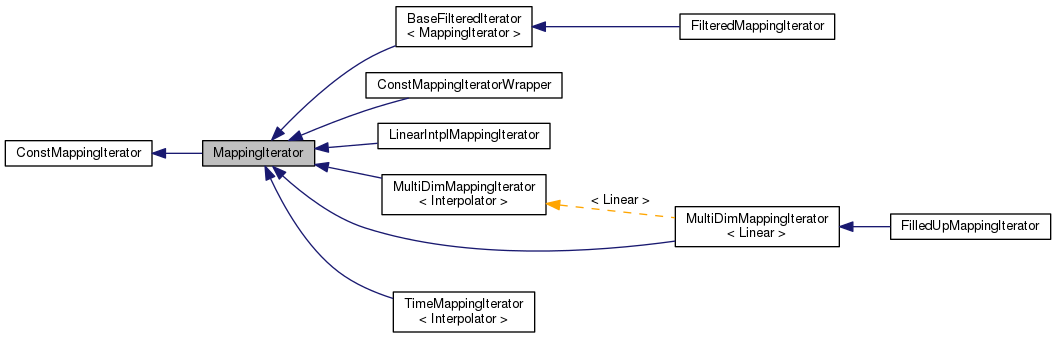 BaseFilteredIterator
< MappingIterator >
FilteredMappingIterator
ConstMappingIteratorWrapper
LinearIntplMappingIterator
ConstMappingIterator
MappingIterator
MultiDimMappingIterator
< Interpolator >
< Linear >
MultiDimMappingIterator
< Linear >
FilledUpMappingIterator
TimeMappingIterator
< Interpolator >